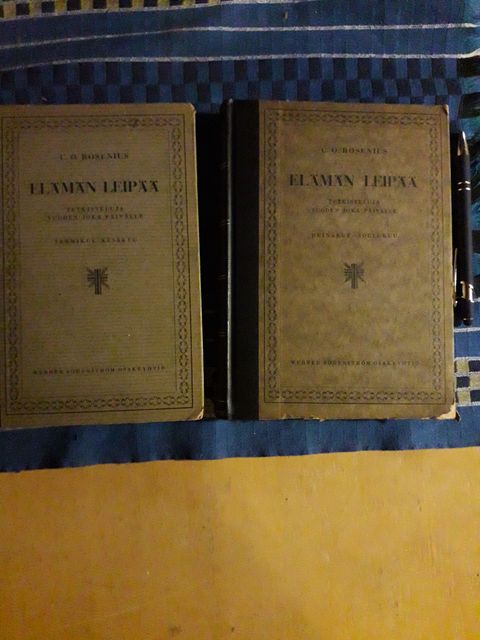 C. O. ROSENIUS
ELÄMÄN LEIPÄÄ
TUTKISTELUJA
VUODEN JOKA PÄIVÄLLE
TAMMIKUU-KESÄKUU
WERNER SÖDERSTRÖM OSAKEYHTIÖ
C. O. ROSENIUS
ELÄMÄN LEIPÄÄ
TUTKISTELUJA
VUODEN JOKA PÄIVÄLLE
HEINÄKUU-JOULUKUU
WERNER SÖDERSTRÖM OSAKEYHTIÖ